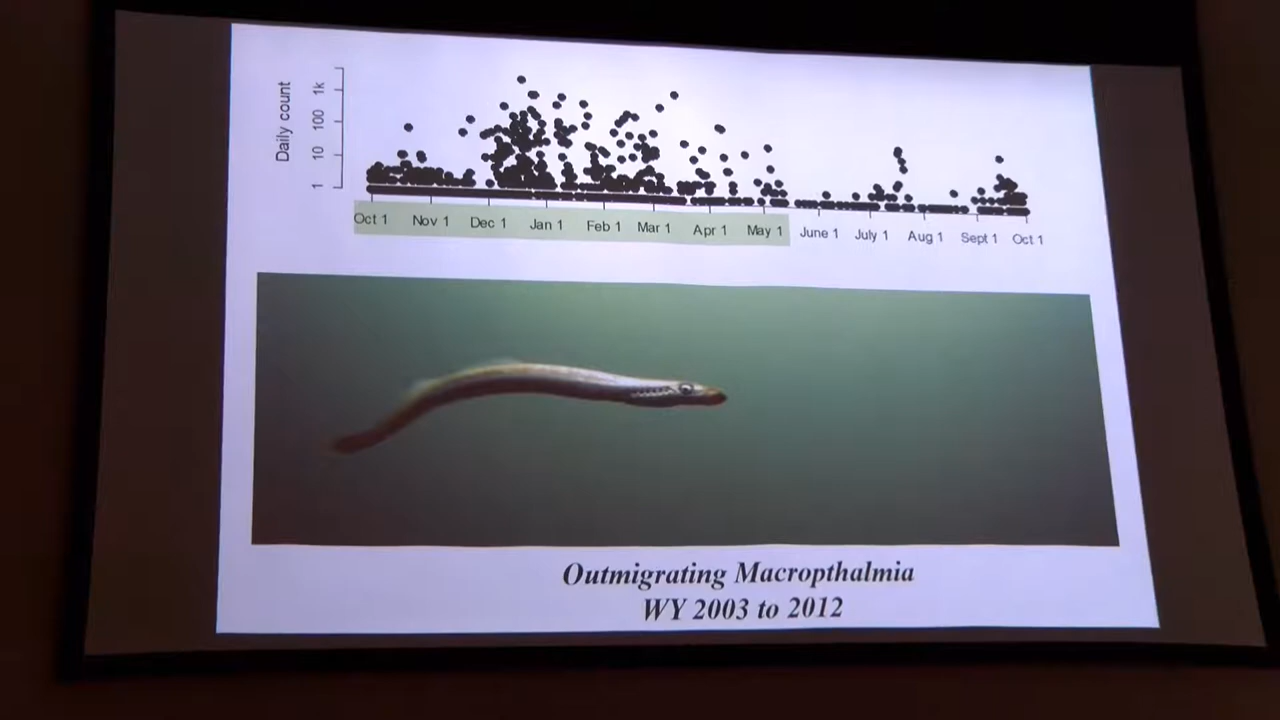 Daily count
1 10 100 1k
Oct 1 Nov 1 Dec 1 Jan 1 Feb 1 Mar 1 Apr 1 May 1 June 1 July 1 Aug 1 Sept 1 Oct 1
Outmigrating Macropthalmia
WY 2003 to 2012